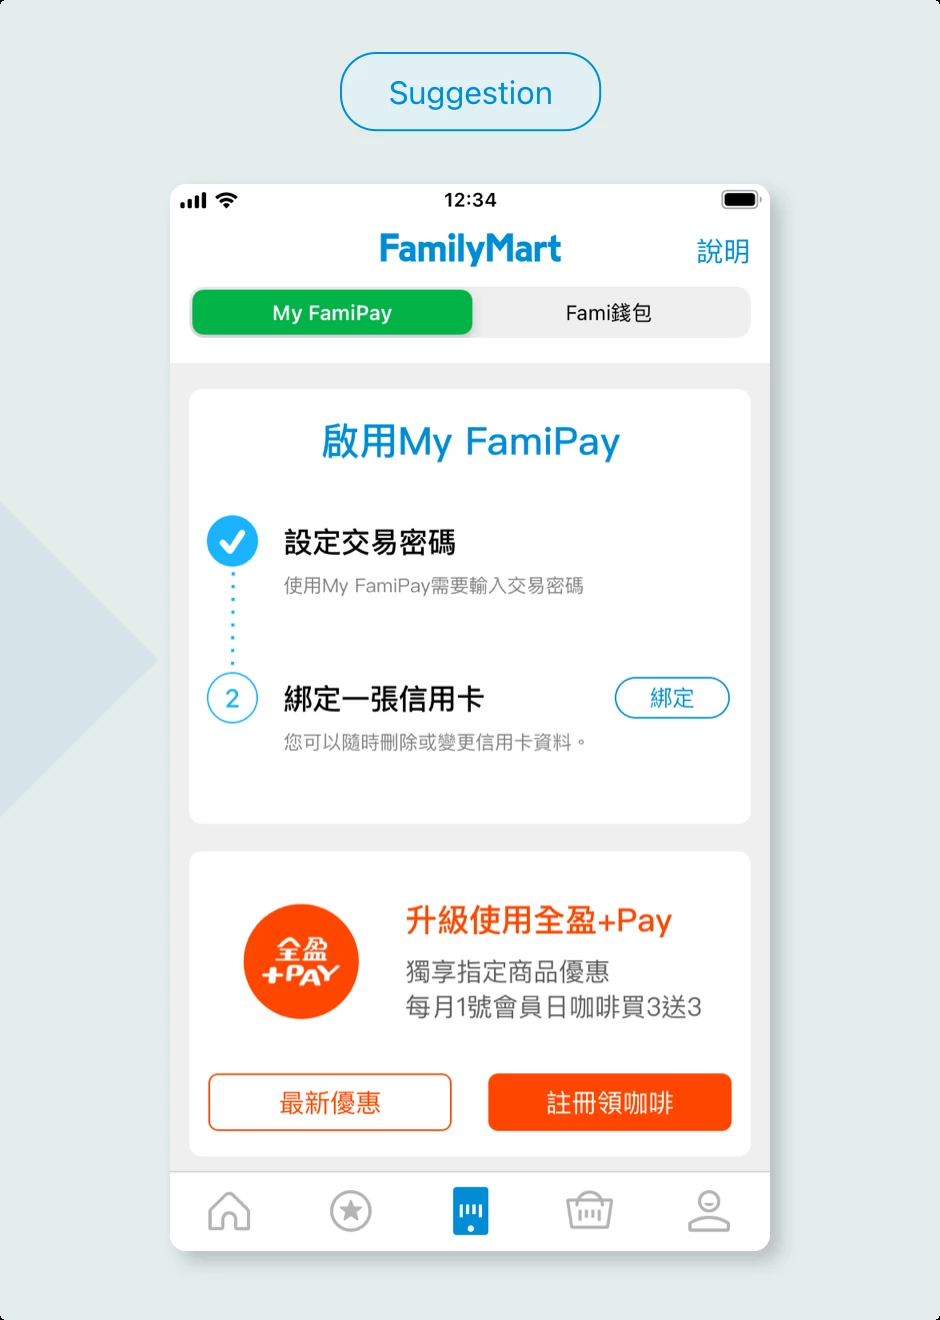 Suggestion
12:34
FamilyMart
說明
My FamiPay
Fami錢包
啟用My FamiPay
設定交易密碼
使用My FamiPay需要輸入交易密碼
2
綁定一張信用卡
綁定
您可以隨時刪除或變更信用卡資料。
全盈
+PAY
升級使用全盈+Pay
獨享指定商品優惠
每月1號會員日咖啡買3送3
最新優惠
註冊領咖啡